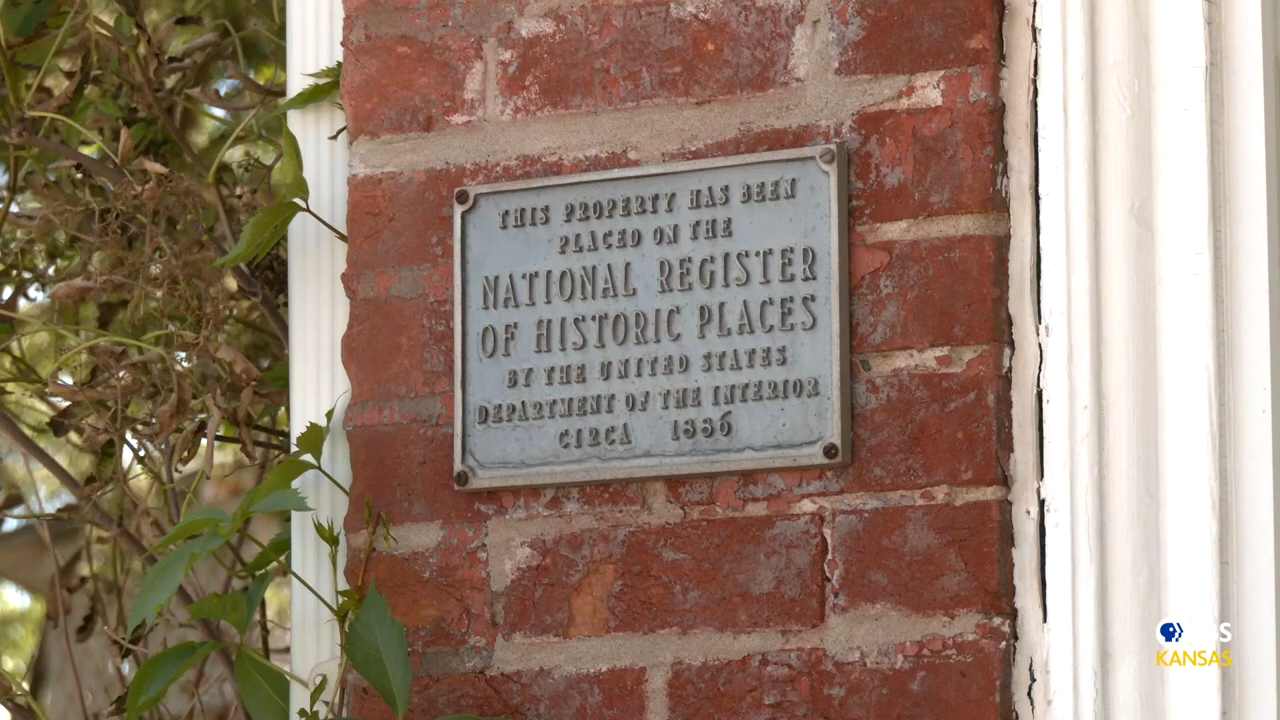 THIS PROPERTY HAS BEEN
PLACED ON THE
NATIONAL REGISTER
OF HISTORIC PLACES
BY THE UNITED STATES
DEPARTMENT OF THE INTERIOR
CIRCA 1886
PBS
KANSAS